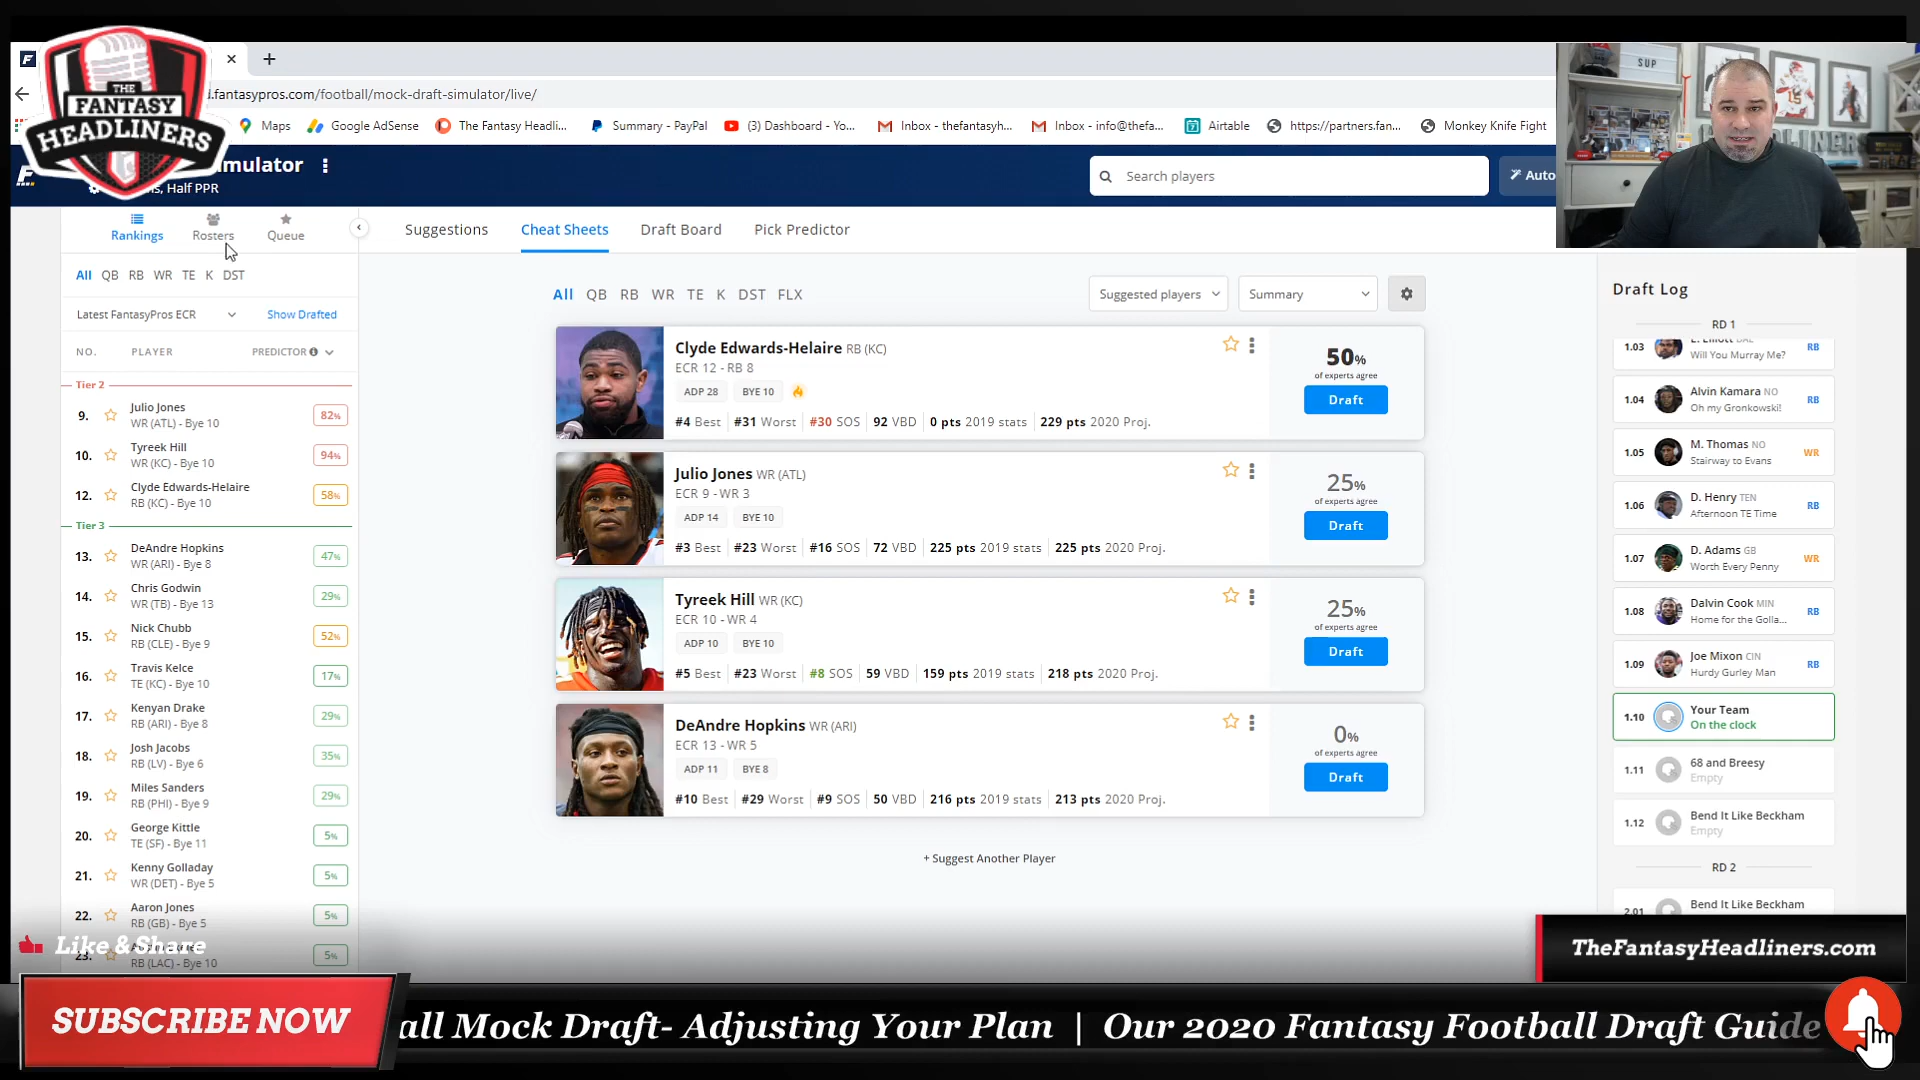 THE
FANTASY
HEADLINERS
d.fantasypros.com/football/mock-draft-simulator/live/
Maps
Google AdSense
The Fantasy Headli...
Summary - PayPal
(3) Dashboard - Yo...
Inbox - thefantasyh...
Inbox - info@thefa...
Airtable
https://partners.fan...
Monkey Knife Fight
SUP
mulator
s, Half PPR
Search players
Auto
Rankings
Rosters
Queue
Suggestions
Cheat Sheets
Draft Board
Pick Predictor
All QB RB WR TE K DST
Latest FantasyPros ECR
Show Drafted
NO. PLAYER PREDICTOR
Tier 2
9. Julio Jones 82%
WR (ATL) - Bye 10
10. Tyreek Hill 94%
WR (KC) - Bye 10
12. Clyde Edwards-Helaire 58%
RB (KC) - Bye 10
Tier 3
13. DeAndre Hopkins 47%
WR (ARI) - Bye 8
14. Chris Godwin 29%
WR (TB) - Bye 13
15. Nick Chubb 52%
RB (CLE) - Bye 9
16. Travis Kelce 17%
TE (KC) - Bye 10
17. Kenyan Drake 29%
RB (ARI) - Bye 8
18. Josh Jacobs 35%
RB (LV) - Bye 6
19. Miles Sanders 29%
RB (PHI) - Bye 9
20. George Kittle 5%
TE (SF) - Bye 11
21. Kenny Golladay 5%
WR (DET) - Bye 5
22. Aaron Jones 5%
RB (GB) - Bye 5
23. 5%
RB (LAC) - Bye 10
All QB RB WR TE K DST FLX
Suggested players
Summary
Clyde Edwards-Helaire RB (KC)
ECR 12 - RB 8
ADP 28 BYE 10
#4 Best #31 Worst #30 SOS 92 VBD 0 pts 2019 stats 229 pts 2020 Proj.
50%
of experts agree
Draft
Julio Jones WR (ATL)
ECR 9 - WR 3
ADP 14 BYE 10
#3 Best #23 Worst #16 SOS 72 VBD 225 pts 2019 stats 225 pts 2020 Proj.
25%
of experts agree
Draft
Tyreek Hill WR (KC)
ECR 10 - WR 4
ADP 10 BYE 10
#5 Best #23 Worst #8 SOS 59 VBD 159 pts 2019 stats 218 pts 2020 Proj.
25%
of experts agree
Draft
DeAndre Hopkins WR (ARI)
ECR 13 - WR 5
ADP 11 BYE 8
#10 Best #29 Worst #9 SOS 50 VBD 216 pts 2019 stats 213 pts 2020 Proj.
0%
of experts agree
Draft
+ Suggest Another Player
Draft Log
RD 1
1.03 E. Elliott DAL RB
Will You Murray Me?
1.04 Alvin Kamara NO RB
Oh my Gronkowski!
1.05 M. Thomas NO WR
Stairway to Evans
1.06 D. Henry TEN RB
Afternoon TE Time
1.07 D. Adams GB WR
Worth Every Penny
1.08 Dalvin Cook MIN RB
Home for the Golla...
1.09 Joe Mixon CIN RB
Hurdy Gurley Man
1.10 Your Team
On the clock
1.11 68 and Breesy
Empty
1.12 Bend It Like Beckham
Empty
RD 2
2.01 Bend It Like Beckham
Like & Share
TheFantasyHeadliners.com
SUBSCRIBE NOW
all Mock Draft- Adjusting Your Plan | Our 2020 Fantasy Football Draft Guide